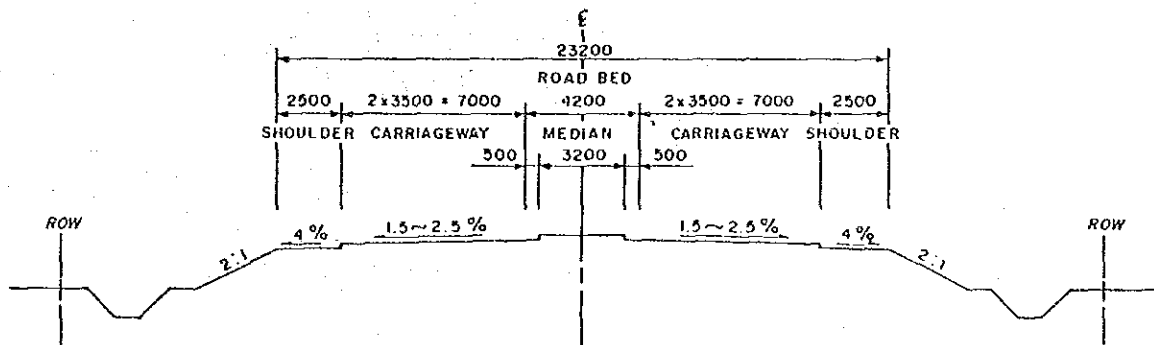 ℄
23200
ROAD BED
2500 2x3500 = 7000 4200 2x3500 = 7000 2500
SHOULDER CARRIAGEWAY MEDIAN CARRIAGEWAY SHOULDER
500 3200 500
ROW 4% 1.5~2.5% 1.5~2.5% 4% ROW
2:1 2:1